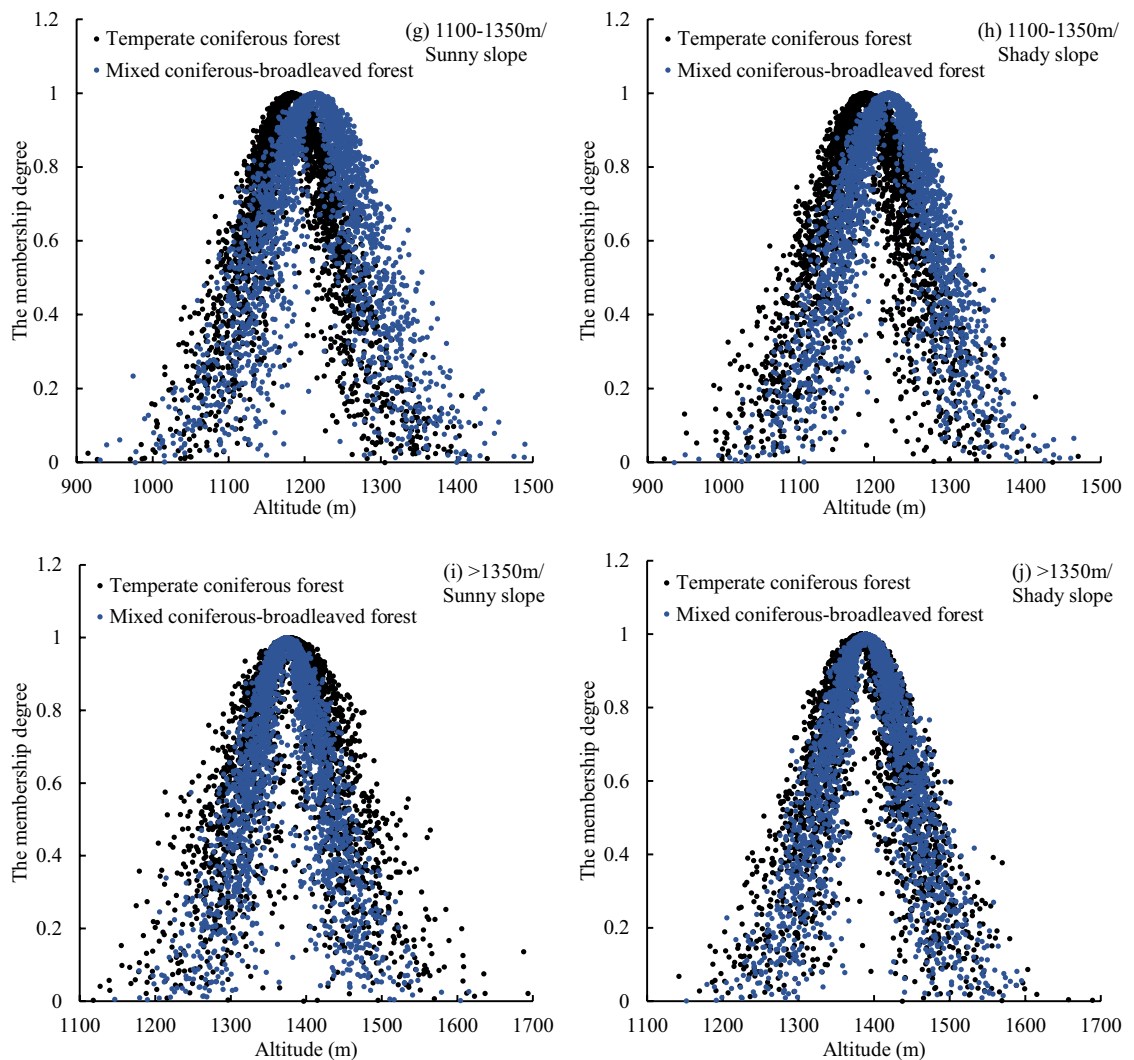 (g) 1100-1350m/
Sunny slope
Temperate coniferous forest
Mixed coniferous-broadleaved forest
The membership degree
1.2
1
0.8
0.6
0.4
0.2
0
900 1000 1100 1200 1300 1400 1500
Altitude (m)
(h) 1100-1350m/
Shady slope
Temperate coniferous forest
Mixed coniferous-broadleaved forest
The membership degree
1.2
1
0.8
0.6
0.4
0.2
0
900 1000 1100 1200 1300 1400 1500
Altitude (m)
(i) >1350m/
Sunny slope
Temperate coniferous forest
Mixed coniferous-broadleaved forest
The membership degree
1.2
1
0.8
0.6
0.4
0.2
0
1100 1200 1300 1400 1500 1600 1700
Altitude (m)
(j) >1350m/
Shady slope
Temperate coniferous forest
Mixed coniferous-broadleaved forest
The membership degree
1.2
1
0.8
0.6
0.4
0.2
0
1100 1200 1300 1400 1500 1600 1700
Altitude (m)